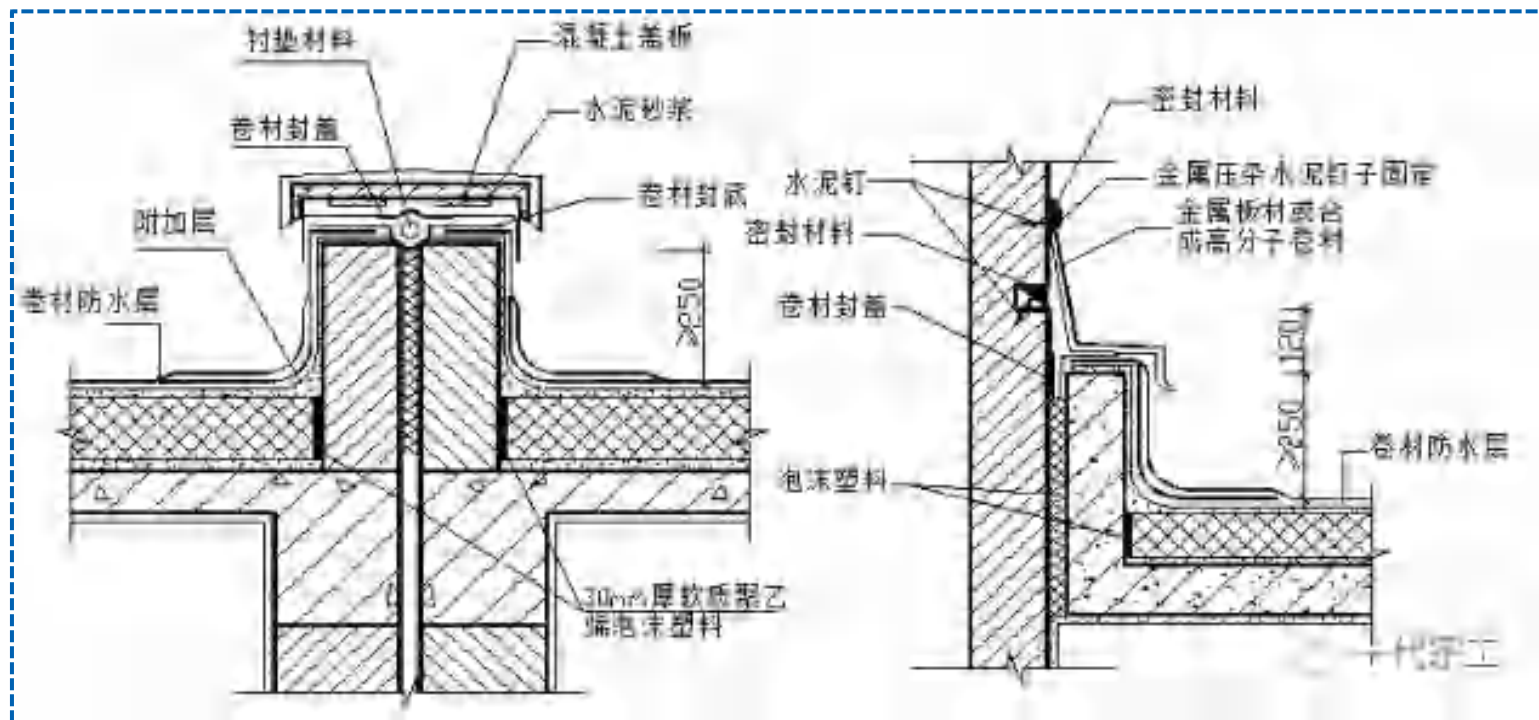 衬垫材料
混凝土盖板
水泥砂浆
卷材封盖
卷材封底
附加层
卷材防水层
≥250
30mm厚软质聚乙
烯泡沫塑料
密封材料
水泥钉
金属压条水泥钉子固定
密封材料
金属板材或合
成高分子卷材
卷材封盖
120
≥250
卷材防水层
泡沫塑料